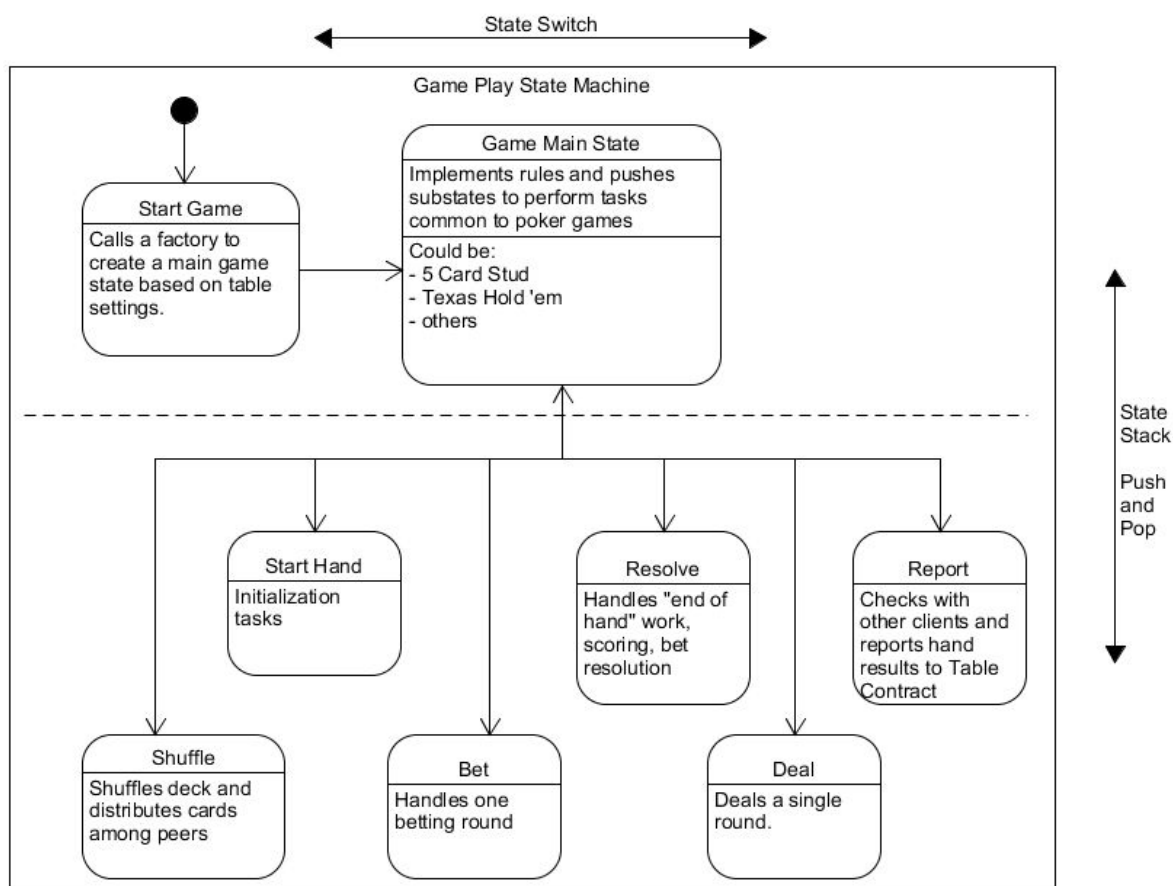 State Switch
Game Play State Machine
Game Main State
Implements rules and pushes
substates to perform tasks
common to poker games
Could be:
- 5 Card Stud
- Texas Hold 'em
- others
Start Game
Calls a factory to
create a main game
state based on table
settings.
State
Stack
Push
and
Pop
Start Hand
Initialization
tasks
Resolve
Handles "end of
hand" work,
scoring, bet
resolution
Report
Checks with
other clients and
reports hand
results to Table
Contract
Shuffle
Shuffles deck and
distributes cards
among peers
Bet
Handles one
betting round
Deal
Deals a single
round.